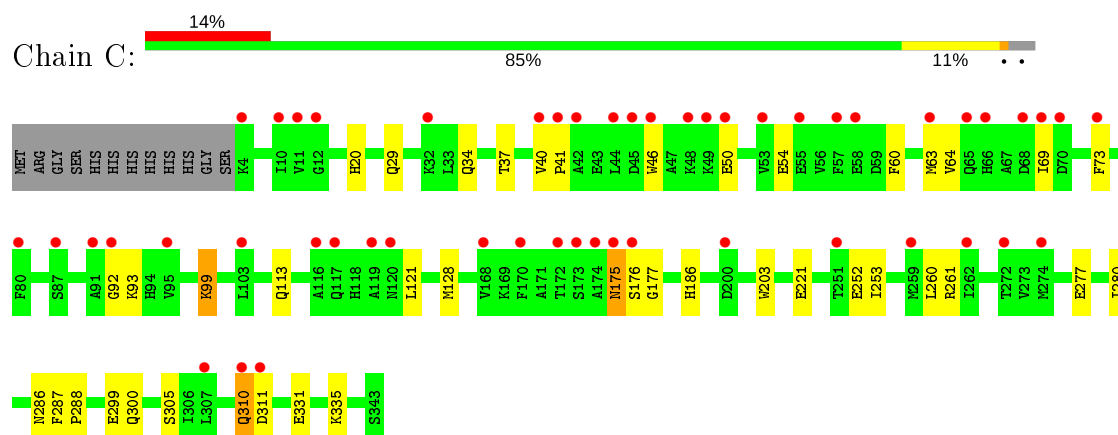 14%
Chain C:
85% 11% • •
MET ARG GLY SER HIS HIS HIS HIS HIS HIS GLY SER K4 I10 V11 G12 H20 Q29 K32 L33 Q34 T37 V40 P41 A42 E43 L44 D45 W46 A47 K48 K49 E50 V53 E54 E55 V56 F57 E58 D59 F60 M63 V64 Q65 H66 A67 D68 I69 D70 F73
F80 S87 A91 G92 K93 H94 V95 K99 L103 Q113 A116 Q117 H118 A119 N120 L121 M128 V168 K169 F170 A171 T172 S173 A174 N175 S176 G177 H186 D200 W203 E221 T251 E252 I253 M259 L260 R261 I262 T272 V273 M274 E277 I280
N286 F287 P288 E299 Q300 S305 I306 L307 Q310 D311 E331 K335 S343